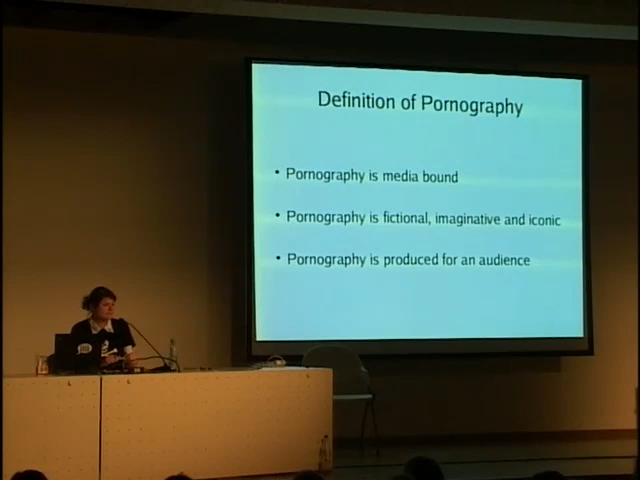 Definition of Pornography
• Pornography is media bound
• Pornography is fictional, imaginative and iconic
• Pornography is produced for an audience